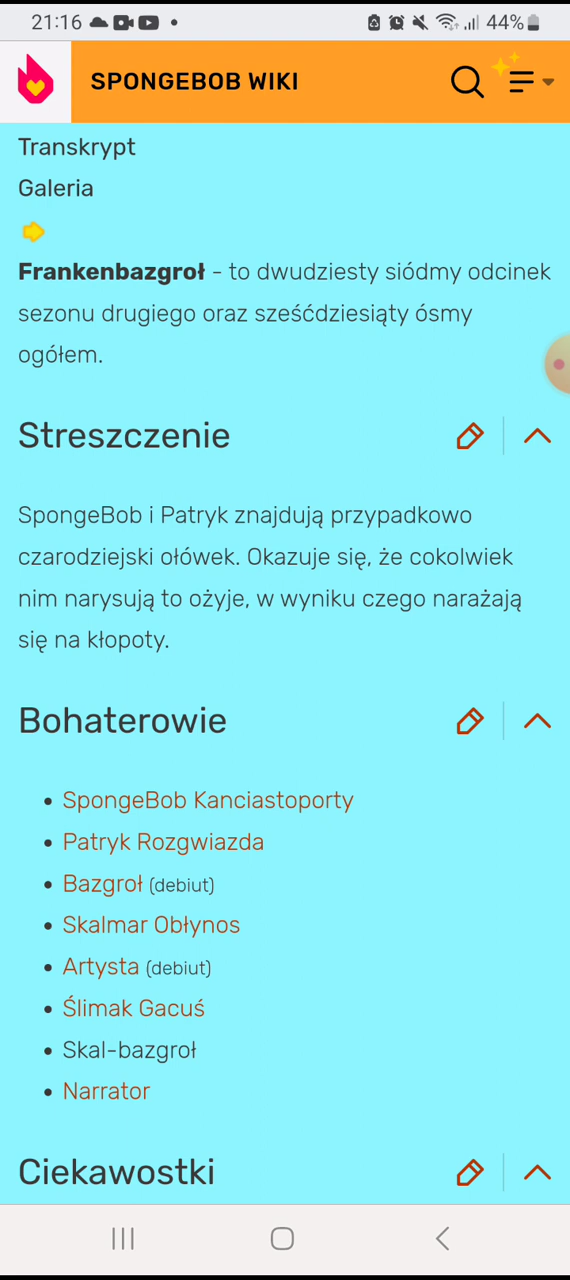 21:16
44%
SPONGEBOB WIKI
Transkrypt
Galeria
Frankenbazgroł - to dwudziesty siódmy odcinek
sezonu drugiego oraz sześćdziesiąty ósmy
ogółem.
Streszczenie
SpongeBob i Patryk znajdują przypadkowo
czarodziejski ołówek. Okazuje się, że cokolwiek
nim narysują to ożyje, w wyniku czego narażają
się na kłopoty.
Bohaterowie
• SpongeBob Kanciastoporty
• Patryk Rozgwiazda
• Bazgroł (debiut)
• Skalmar Obłynos
• Artysta (debiut)
• Ślimak Gacuś
• Skal-bazgroł
• Narrator
Ciekawostki